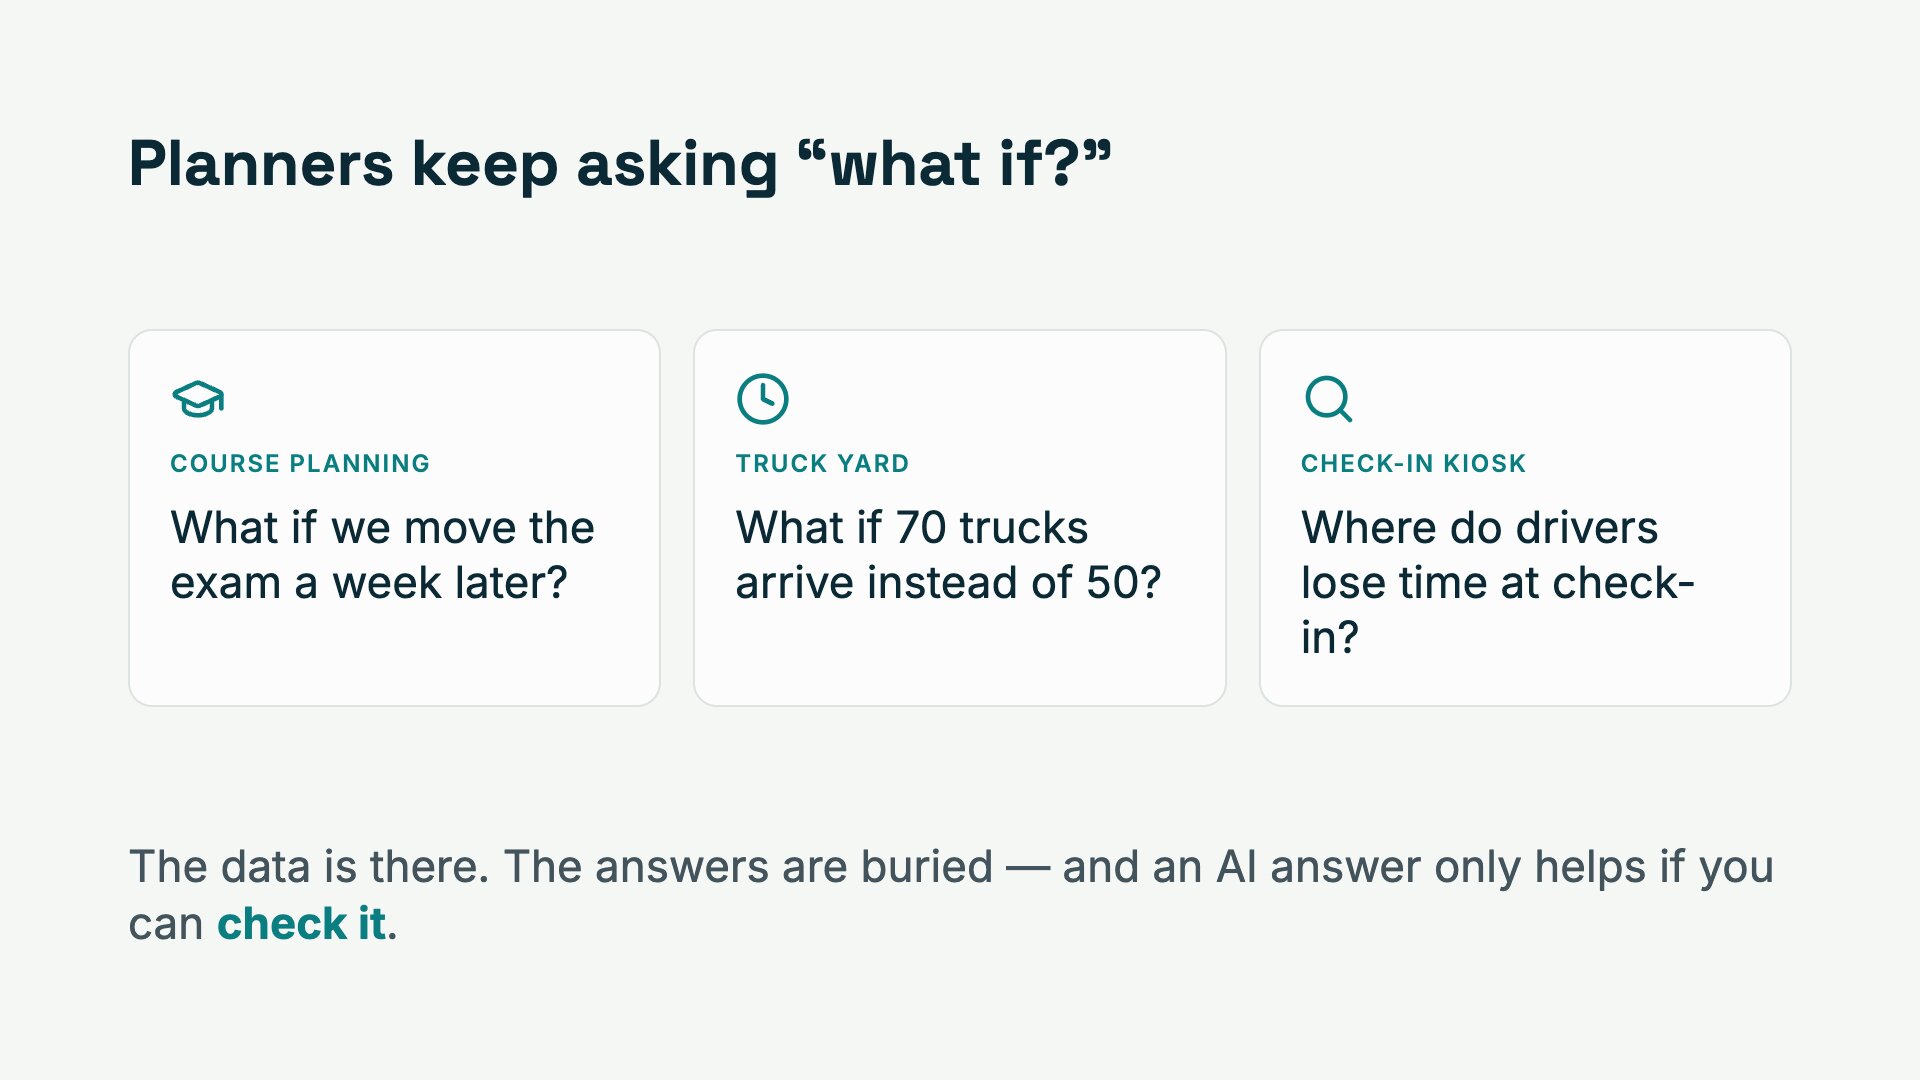 Planners keep asking “what if?”
COURSE PLANNING
What if we move the
exam a week later?
TRUCK YARD
What if 70 trucks
arrive instead of 50?
CHECK-IN KIOSK
Where do drivers
lose time at check-
in?
The data is there. The answers are buried — and an AI answer only helps if you
can check it.